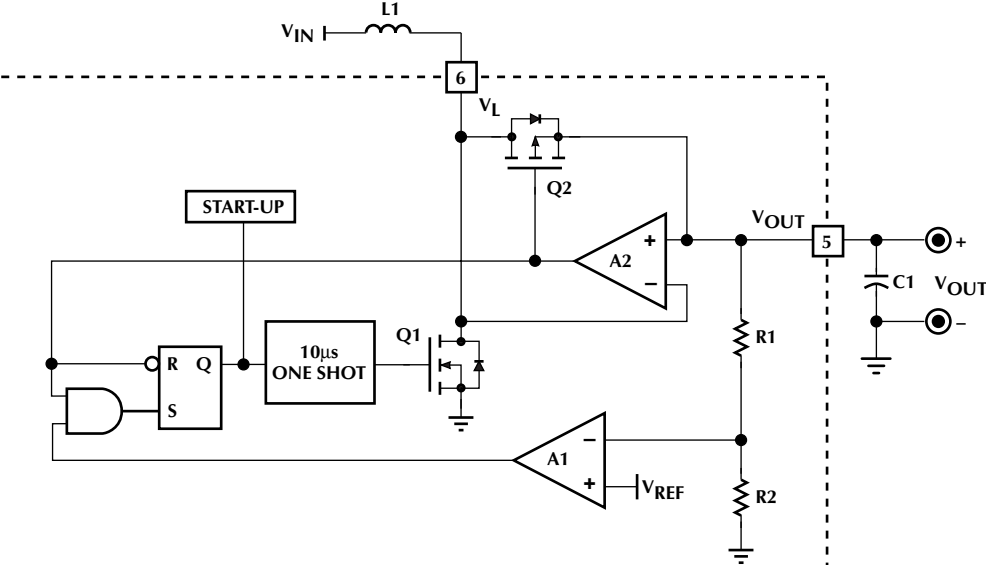 L1
VIN
6
VL
Q2
START-UP
VOUT
+
A2
5
+
−
C1
VOUT
−
Q1
R1
10µs
ONE SHOT
R Q
S
−
A1
+
VREF
R2